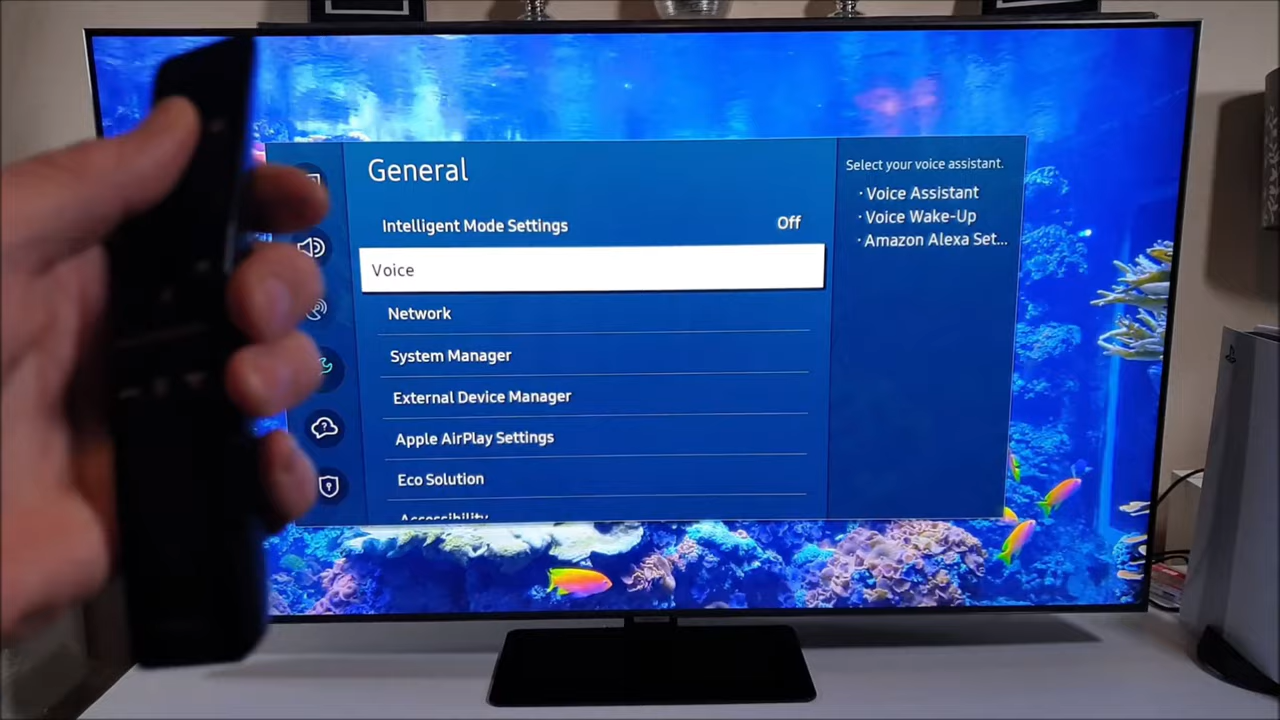 General
Intelligent Mode Settings Off
Voice
Network
System Manager
External Device Manager
Apple AirPlay Settings
Eco Solution
Accessibility
Select your voice assistant.
· Voice Assistant
· Voice Wake-Up
· Amazon Alexa Set...